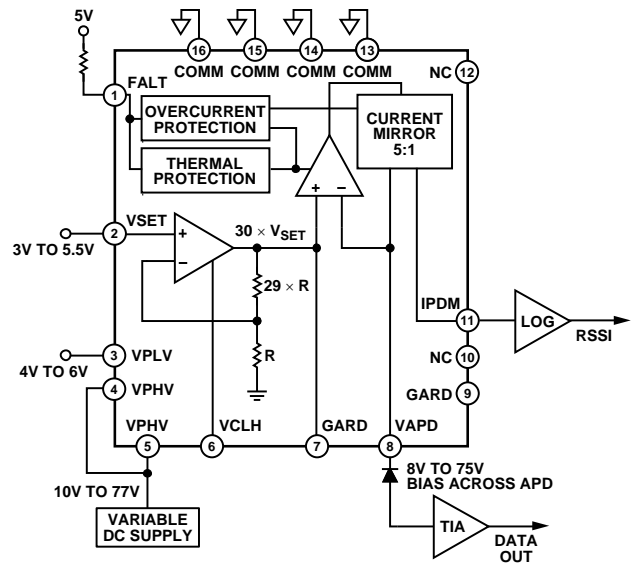 5V
16
15
14
13
COMM
COMM
COMM
COMM
NC
12
FALT
1
OVERCURRENT
PROTECTION
CURRENT
MIRROR
5:1
THERMAL
PROTECTION
+
–
VSET
2
3V TO 5.5V
+
–
30 × VSET
29 × R
R
IPDM
11
LOG
RSSI
3
VPLV
4V TO 6V
NC
10
4
VPHV
GARD
9
VPHV
VCLH
GARD
VAPD
5
6
7
8
10V TO 77V
8V TO 75V
BIAS ACROSS APD
VARIABLE
DC SUPPLY
TIA
DATA
OUT